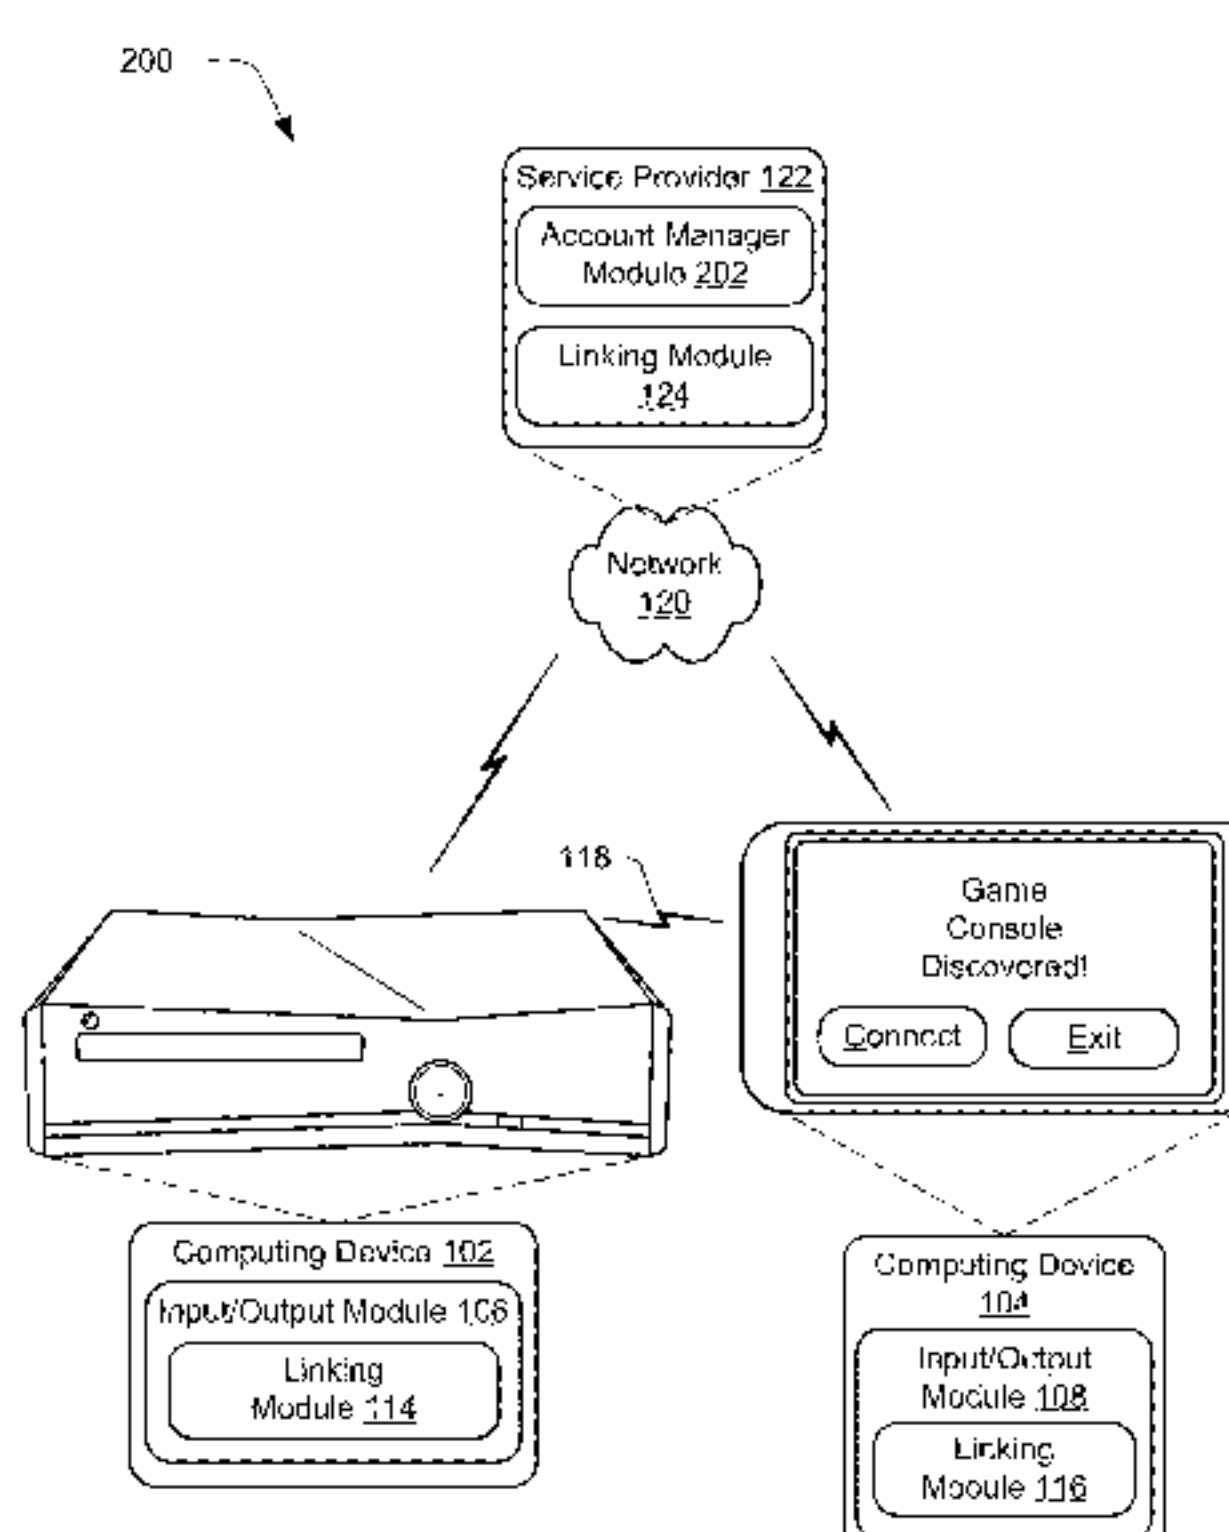 200
Service Provider 122
Account Manager
Module 202
Linking Module
124
Network
120
118
Game
Console
Discovered!
Connect
Exit
Computing Device 102
Input/Output Module 106
Linking
Module 114
Computing Device
104
Input/Output
Module 108
Linking
Module 116